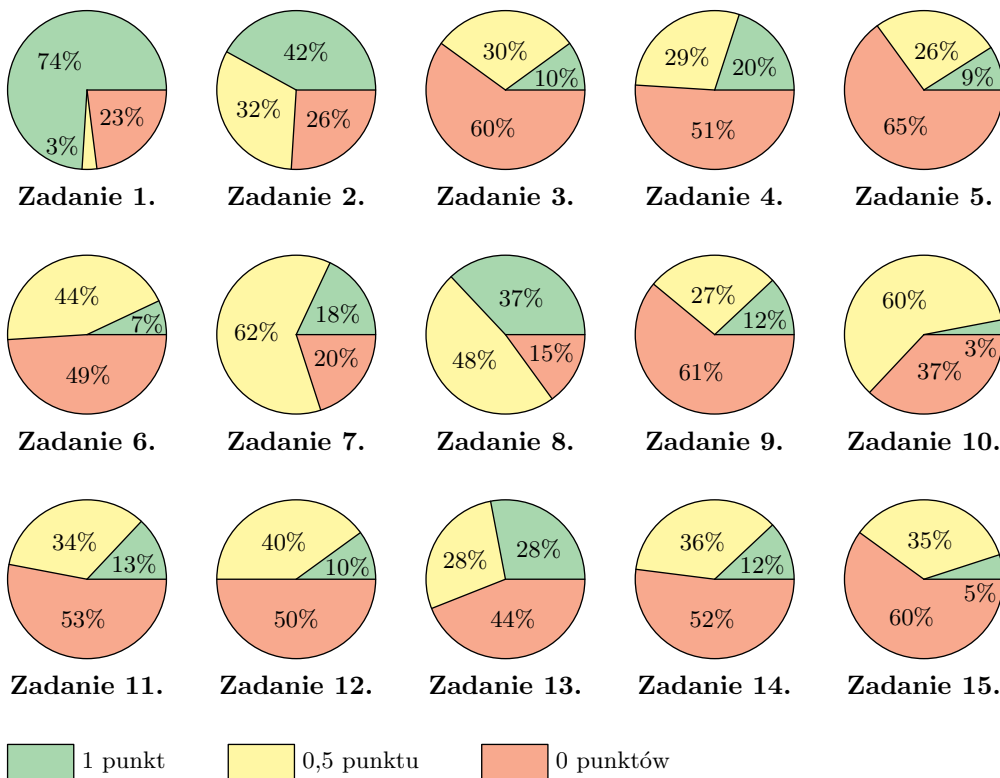 74%
3%
23%
Zadanie 1.
42%
32%
26%
Zadanie 2.
30%
10%
60%
Zadanie 3.
29%
20%
51%
Zadanie 4.
26%
9%
65%
Zadanie 5.
44%
7%
49%
Zadanie 6.
62%
18%
20%
Zadanie 7.
37%
48%
15%
Zadanie 8.
27%
12%
61%
Zadanie 9.
60%
3%
37%
Zadanie 10.
34%
13%
53%
Zadanie 11.
40%
10%
50%
Zadanie 12.
28%
28%
44%
Zadanie 13.
36%
12%
52%
Zadanie 14.
35%
5%
60%
Zadanie 15.
1 punkt
0,5 punktu
0 punktów